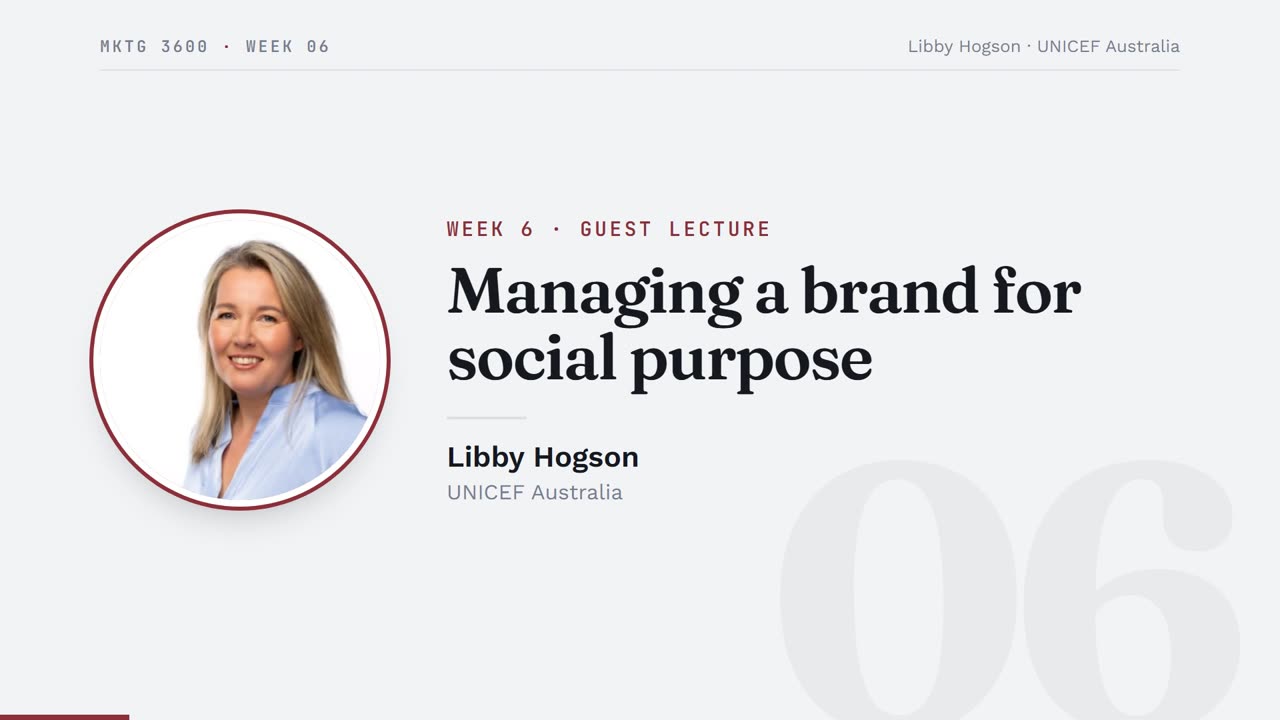 MKTG 3600 · WEEK 06
Libby Hogson · UNICEF Australia
WEEK 6 · GUEST LECTURE
Managing a brand for
social purpose
Libby Hogson
UNICEF Australia
06